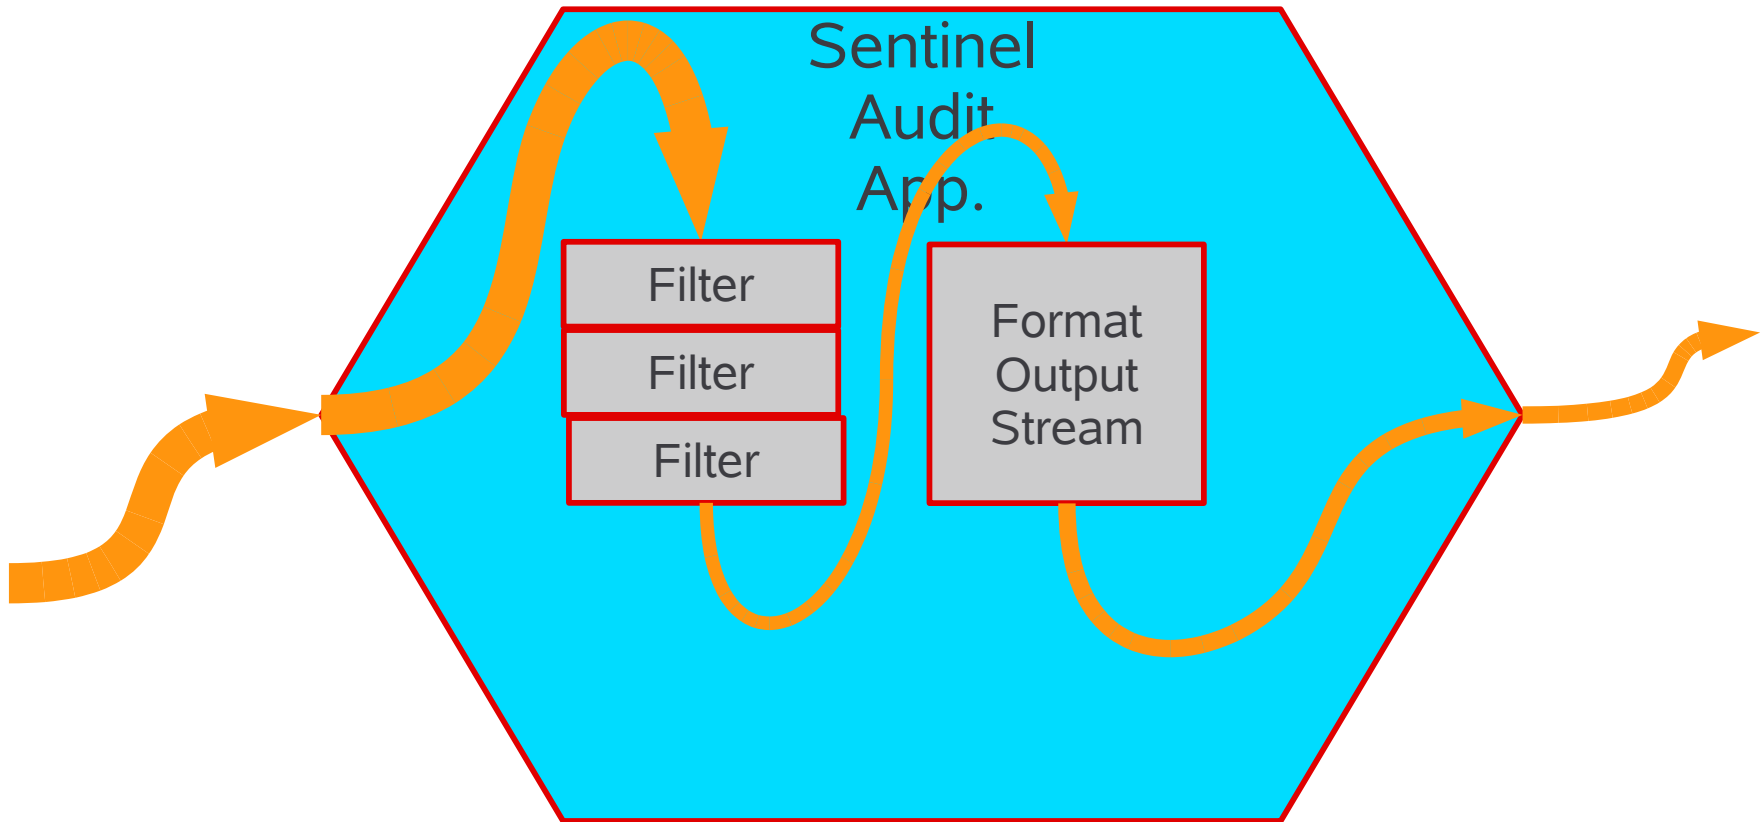 Sentinel
Audit
App.
Filter
Filter
Filter
Format
Output
Stream